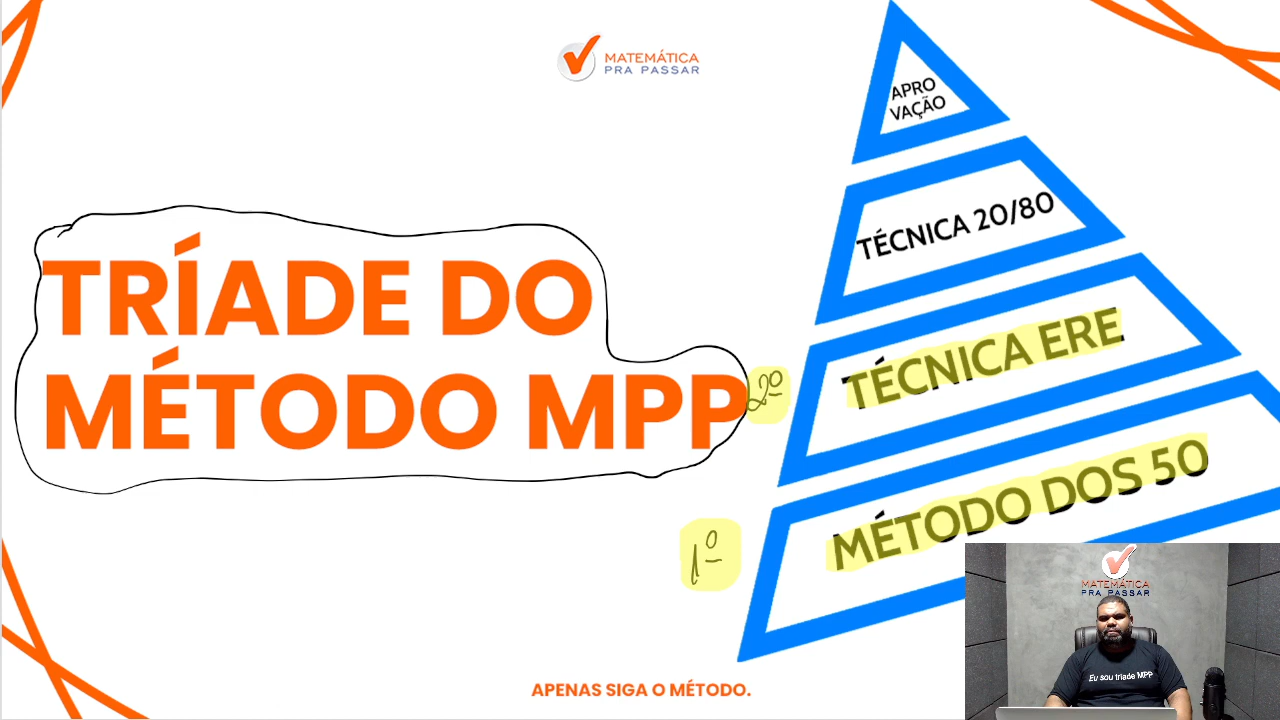 MATEMÁTICA
PRA PASSAR
APRO
VAÇÃO
TÉCNICA 20/80
TRÍADE DO
MÉTODO MPP
2º
TÉCNICA ERE
1º
MÉTODO DOS 50
MATEMÁTICA
PRA PASSAR
Eu sou tríade MPP
APENAS SIGA O MÉTODO.